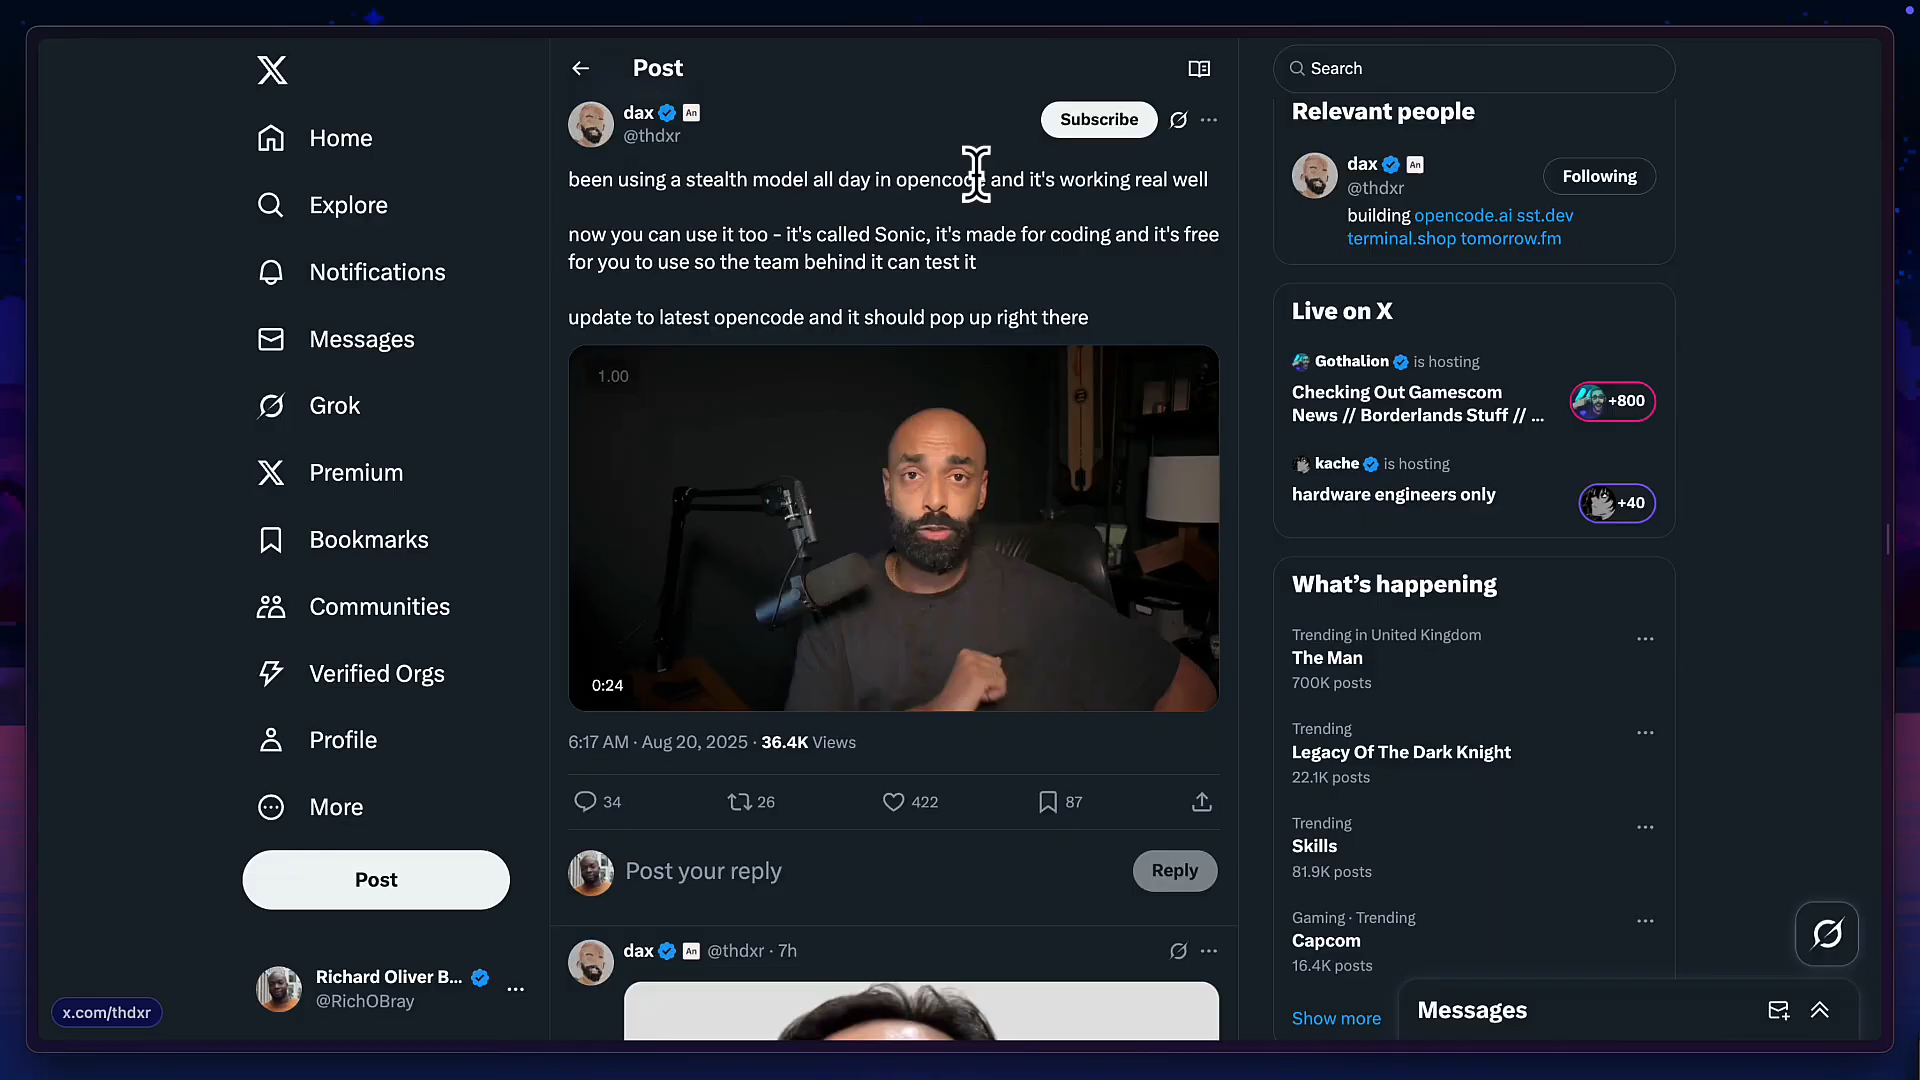 Home
Explore
Notifications
Messages
Grok
Premium
Bookmarks
Communities
Verified Orgs
Profile
More
Post
Richard Oliver B...
@RichOBray
x.com/thdxr
Post
dax An
@thdxr
Subscribe
been using a stealth model all day in opencode and it's working real well
now you can use it too - it's called Sonic, it's made for coding and it's free
for you to use so the team behind it can test it
update to latest opencode and it should pop up right there
1.00
0:24
6:17 AM · Aug 20, 2025 · 36.4K Views
34 26 422 87
Post your reply
Reply
dax An @thdxr · 7h
Search
Relevant people
dax An
@thdxr
Following
building opencode.ai sst.dev
terminal.shop tomorrow.fm
Live on X
Gothalion is hosting
Checking Out Gamescom
News // Borderlands Stuff // ...
+800
kache is hosting
hardware engineers only
+40
What's happening
Trending in United Kingdom
The Man
700K posts
Trending
Legacy Of The Dark Knight
22.1K posts
Trending
Skills
81.9K posts
Gaming · Trending
Capcom
16.4K posts
Show more
Messages